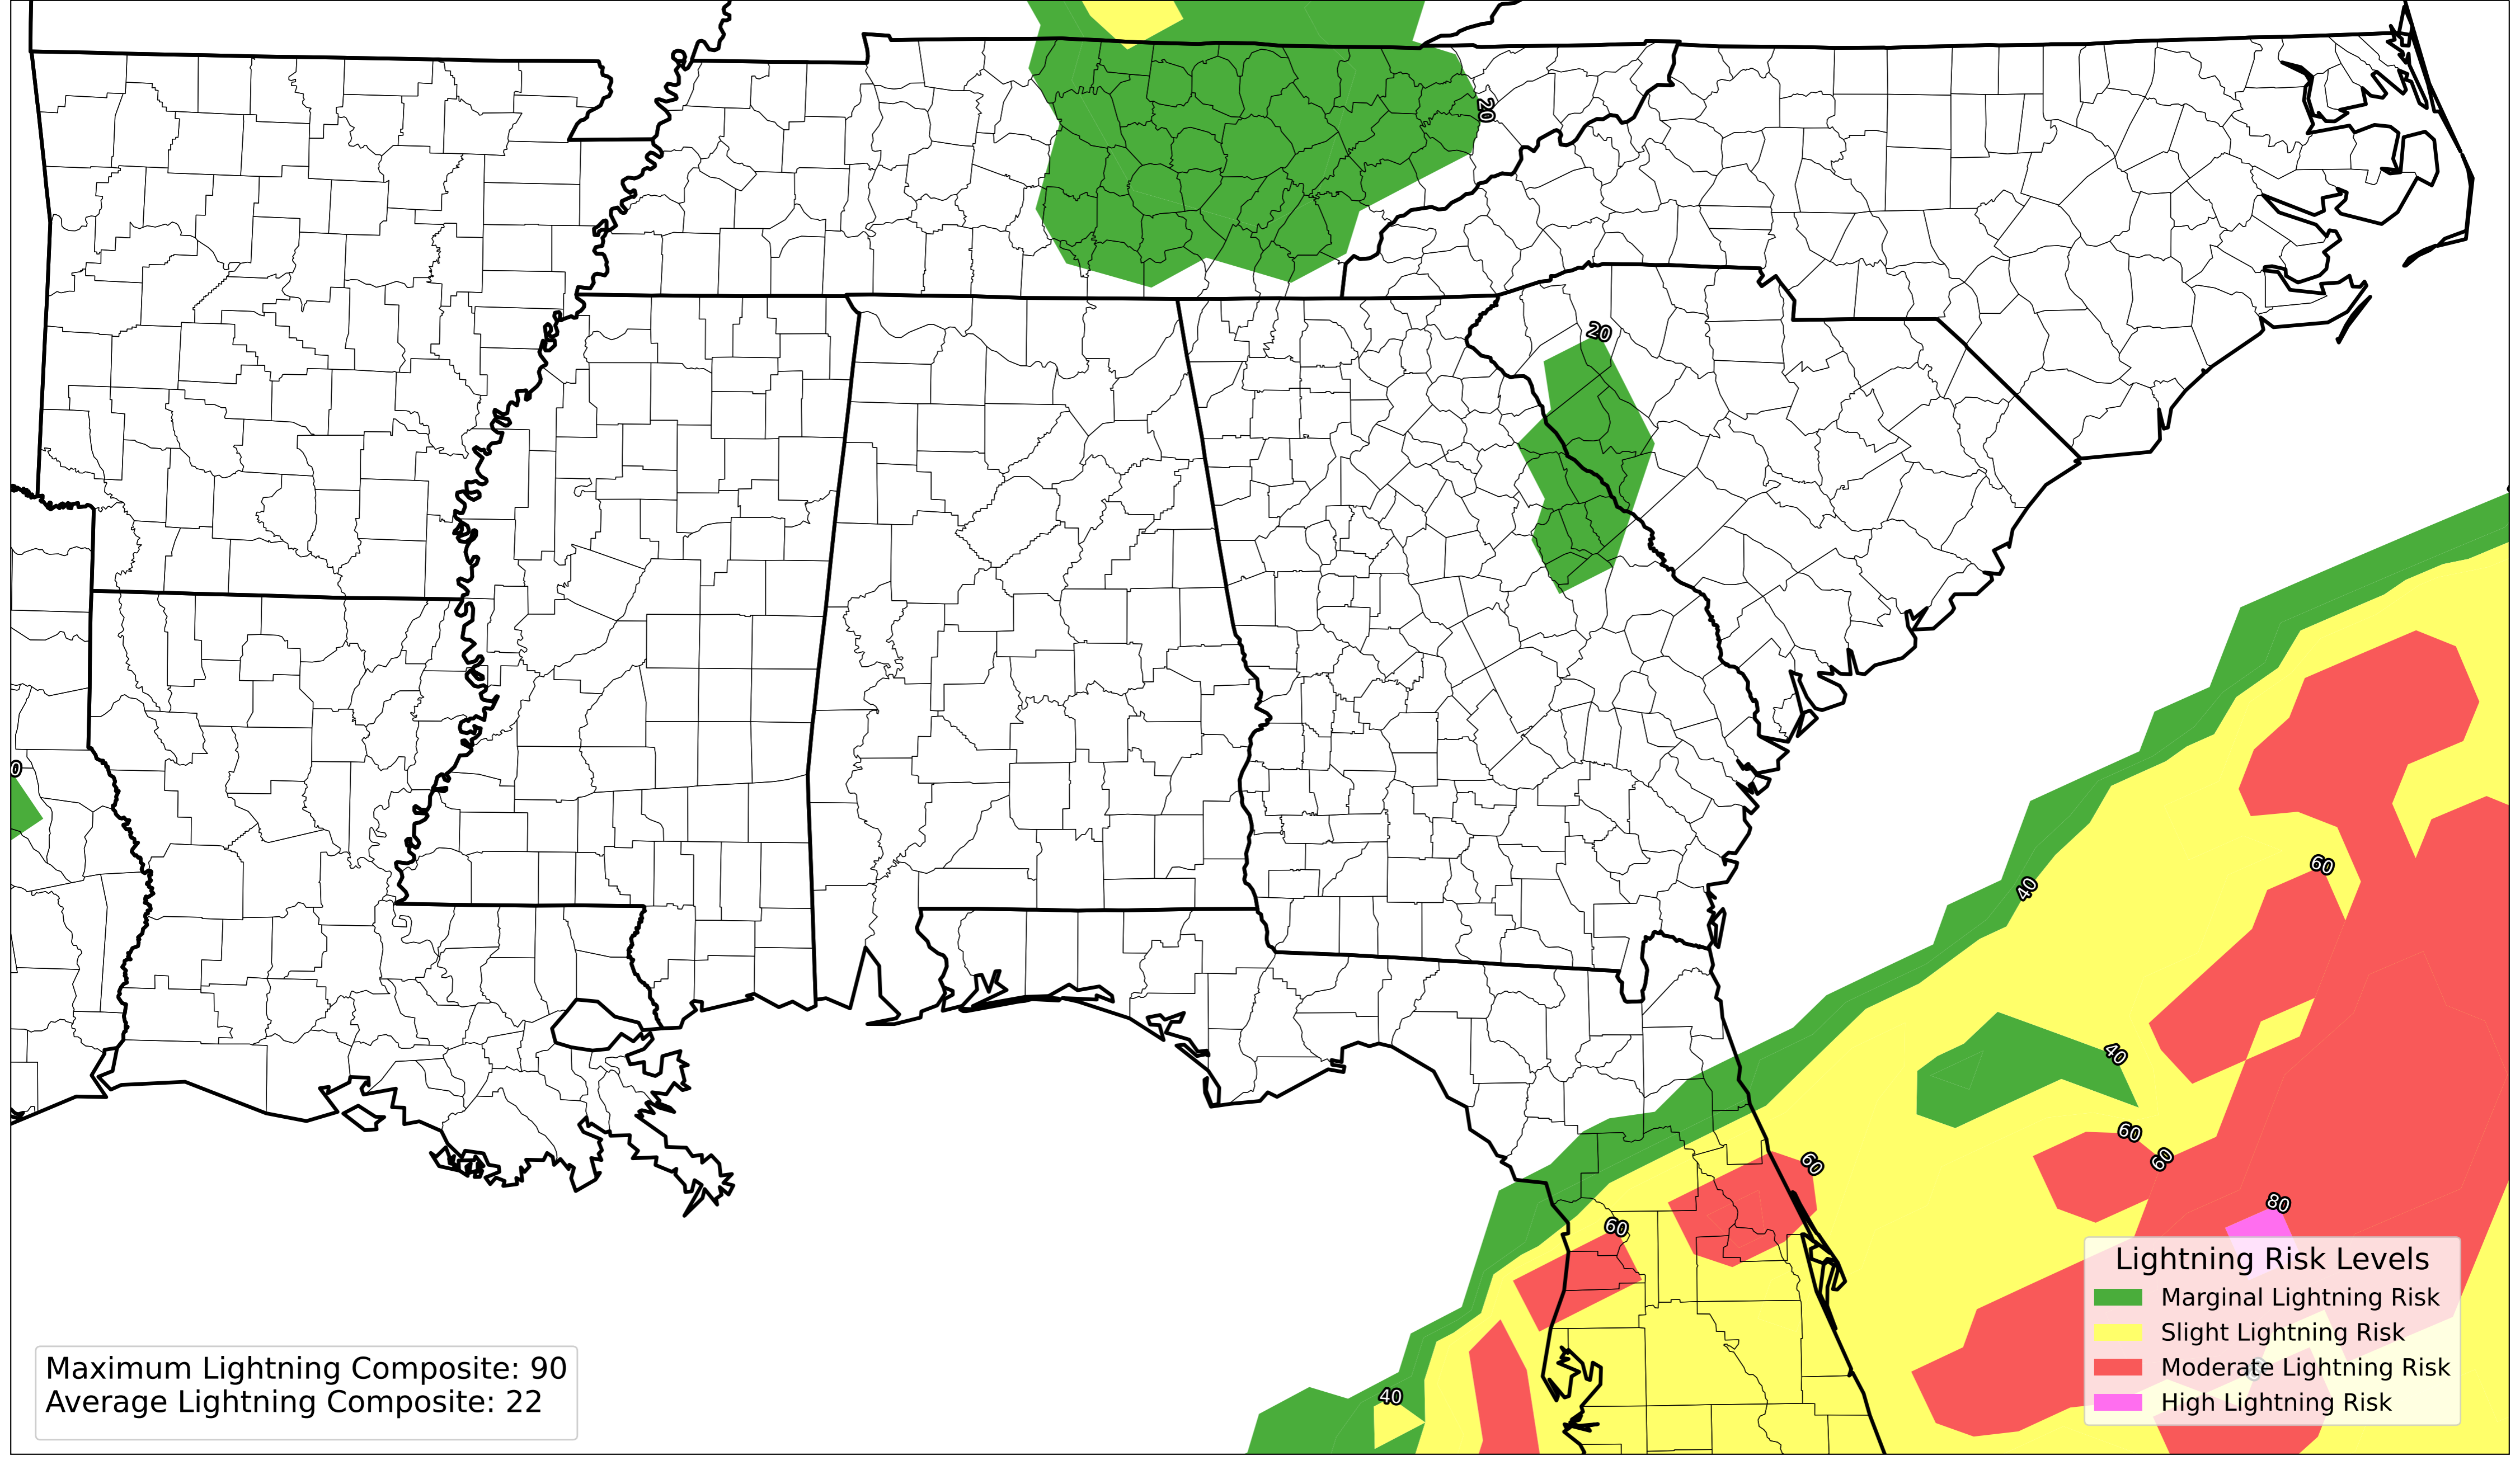 20
20
0
60
40
40
60
60
60
80
60
40
Lightning Risk Levels
Marginal Lightning Risk
Slight Lightning Risk
Moderate Lightning Risk
High Lightning Risk
Maximum Lightning Composite: 90
Average Lightning Composite: 22